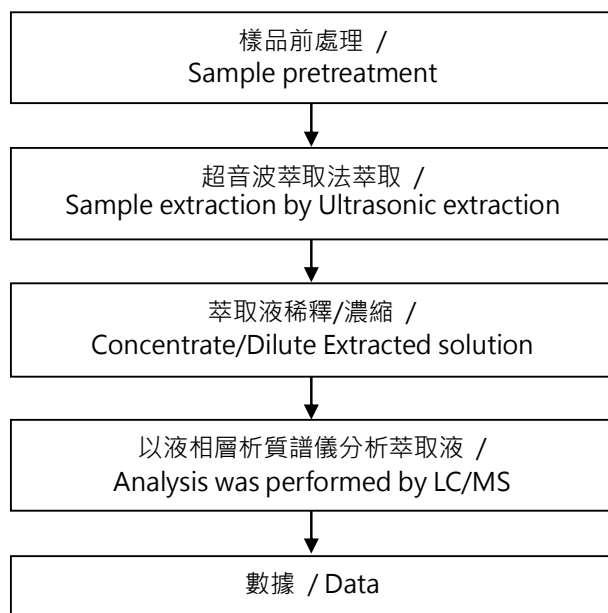 樣品前處理 /
Sample pretreatment
超音波萃取法萃取 /
Sample extraction by Ultrasonic extraction
萃取液稀釋/濃縮 /
Concentrate/Dilute Extracted solution
以液相層析質譜儀分析萃取液 /
Analysis was performed by LC/MS
數據 / Data